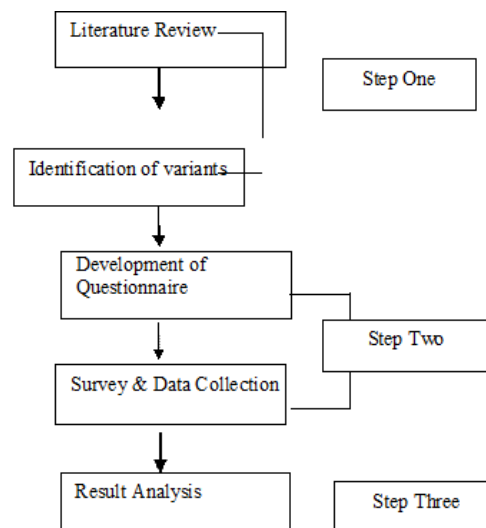 Literature Review
Step One
Identification of variants
Development of
Questionnaire
Step Two
Survey & Data Collection
Result Analysis
Step Three